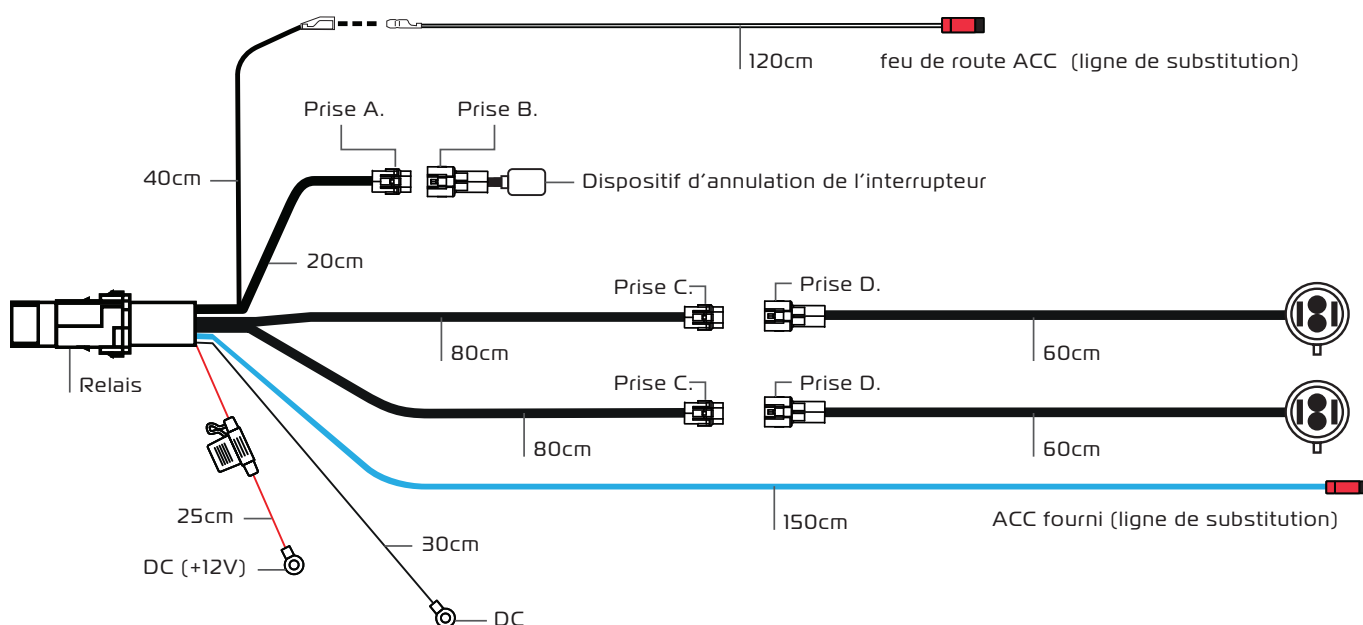 120cm
feu de route ACC (ligne de substitution)
Prise A.
Prise B.
40cm
Dispositif d'annulation de l'interrupteur
20cm
Prise C.
Prise D.
80cm
60cm
Relais
Prise C.
Prise D.
80cm
60cm
25cm
150cm
ACC fourni (ligne de substitution)
30cm
DC (+12V)
DC